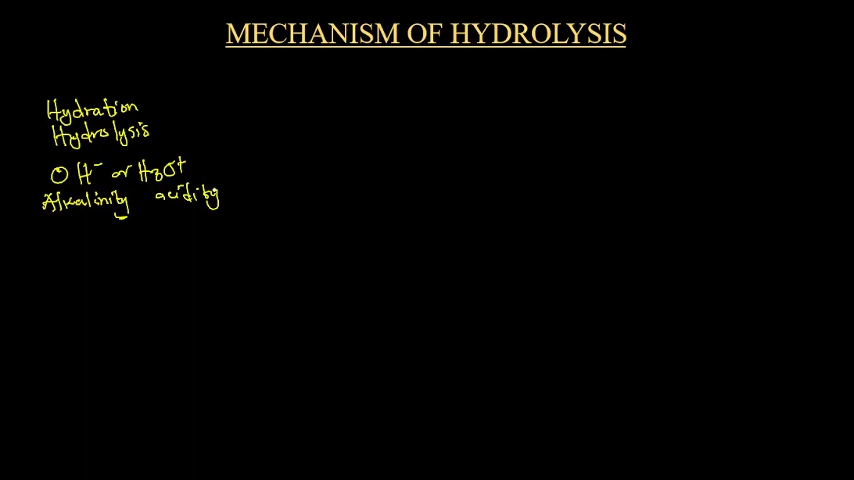 MECHANISM OF HYDROLYSIS
Hydration
Hydrolysis
OH⁻ or H₃O⁺
Alkalinity acidity